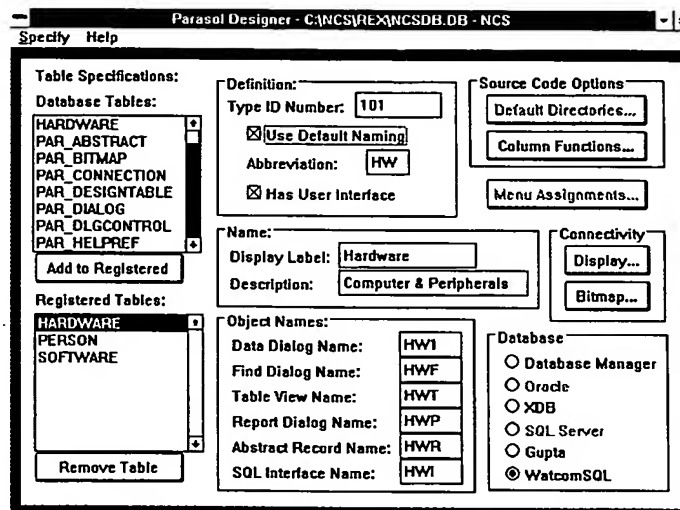 Parasol Designer - C:\NCS\REX\NCSDB.DB - NCS
Specify Help
Table Specifications:
Database Tables:
HARDWARE
PAR_ABSTRACT
PAR_BITMAP
PAR_CONNECTION
PAR_DESIGNTABLE
PAR_DIALOG
PAR_DLGCONTROL
PAR_HELPREF
Add to Registered
Registered Tables:
HARDWARE
PERSON
SOFTWARE
Remove Table
Definition:
Type ID Number: 101
Use Default Naming
Abbreviation: HW
Has User Interface
Source Code Options
Default Directories...
Column Functions...
Menu Assignments...
Name:
Display Label: Hardware
Description: Computer & Peripherals
Connectivity
Display...
Bitmap...
Object Names:
Data Dialog Name: HW1
Find Dialog Name: HWF
Table View Name: HWT
Report Dialog Name: HWP
Abstract Record Name: HWR
SQL Interface Name: HWI
Database
Database Manager
Oracle
XDB
SQL Server
Gupta
WatcomSQL